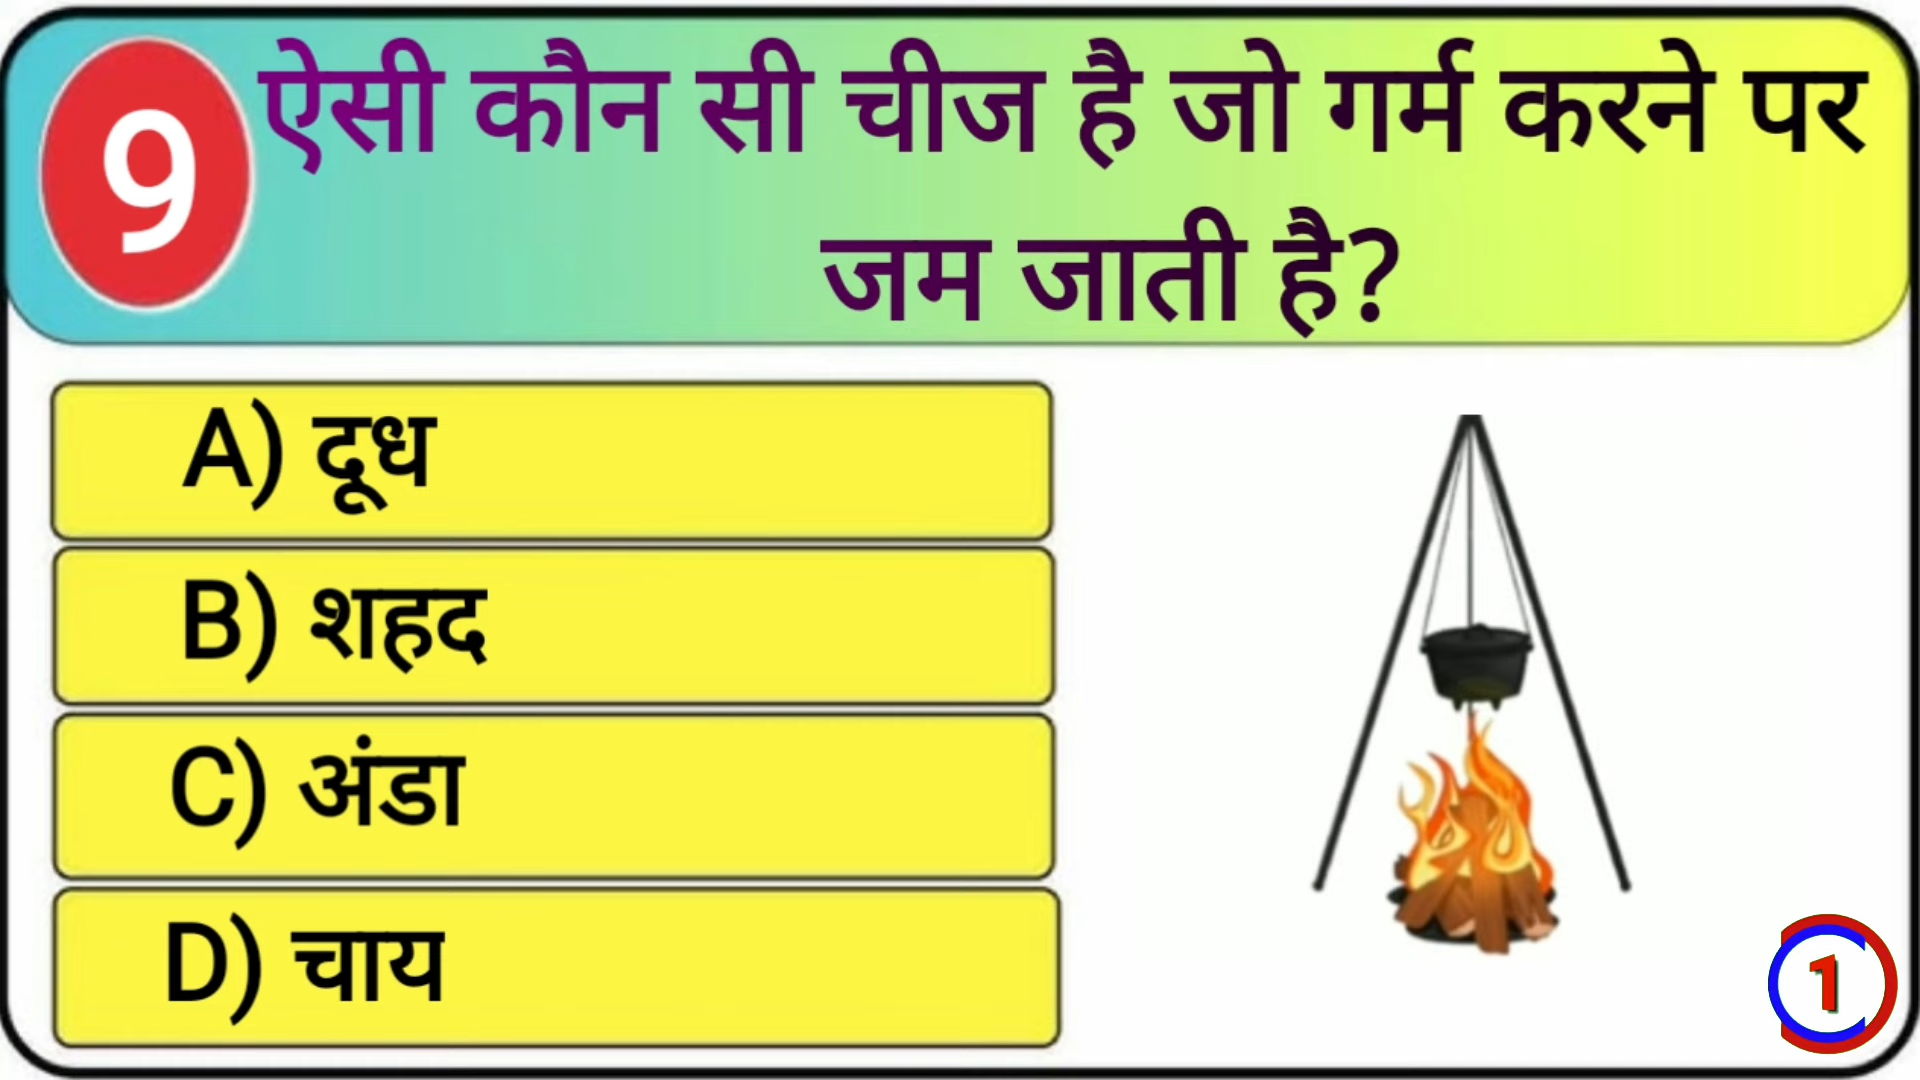 9
ऐसी कौन सी चीज है जो गर्म करने पर
जम जाती है?
A) दूध
B) शहद
C) अंडा
D) चाय
1